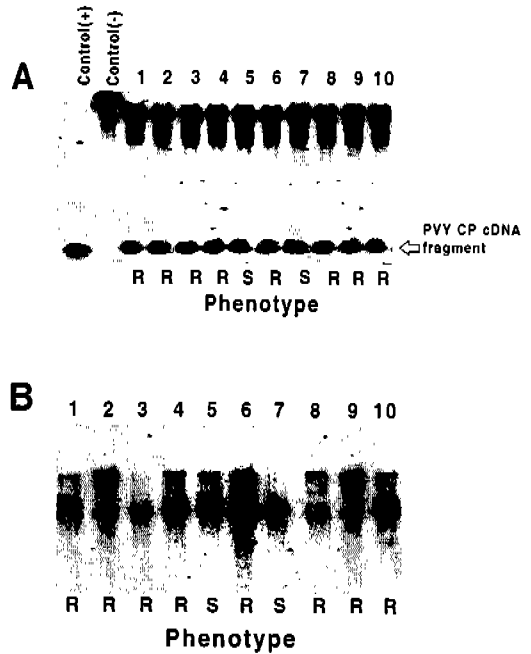 Control(+)
Control(-)
A
1 2 3 4 5 6 7 8 9 10
PVY CP cDNA
fragment
R R R R S R S R R R
Phenotype
B
1 2 3 4 5 6 7 8 9 10
R R R R S R S R R R
Phenotype